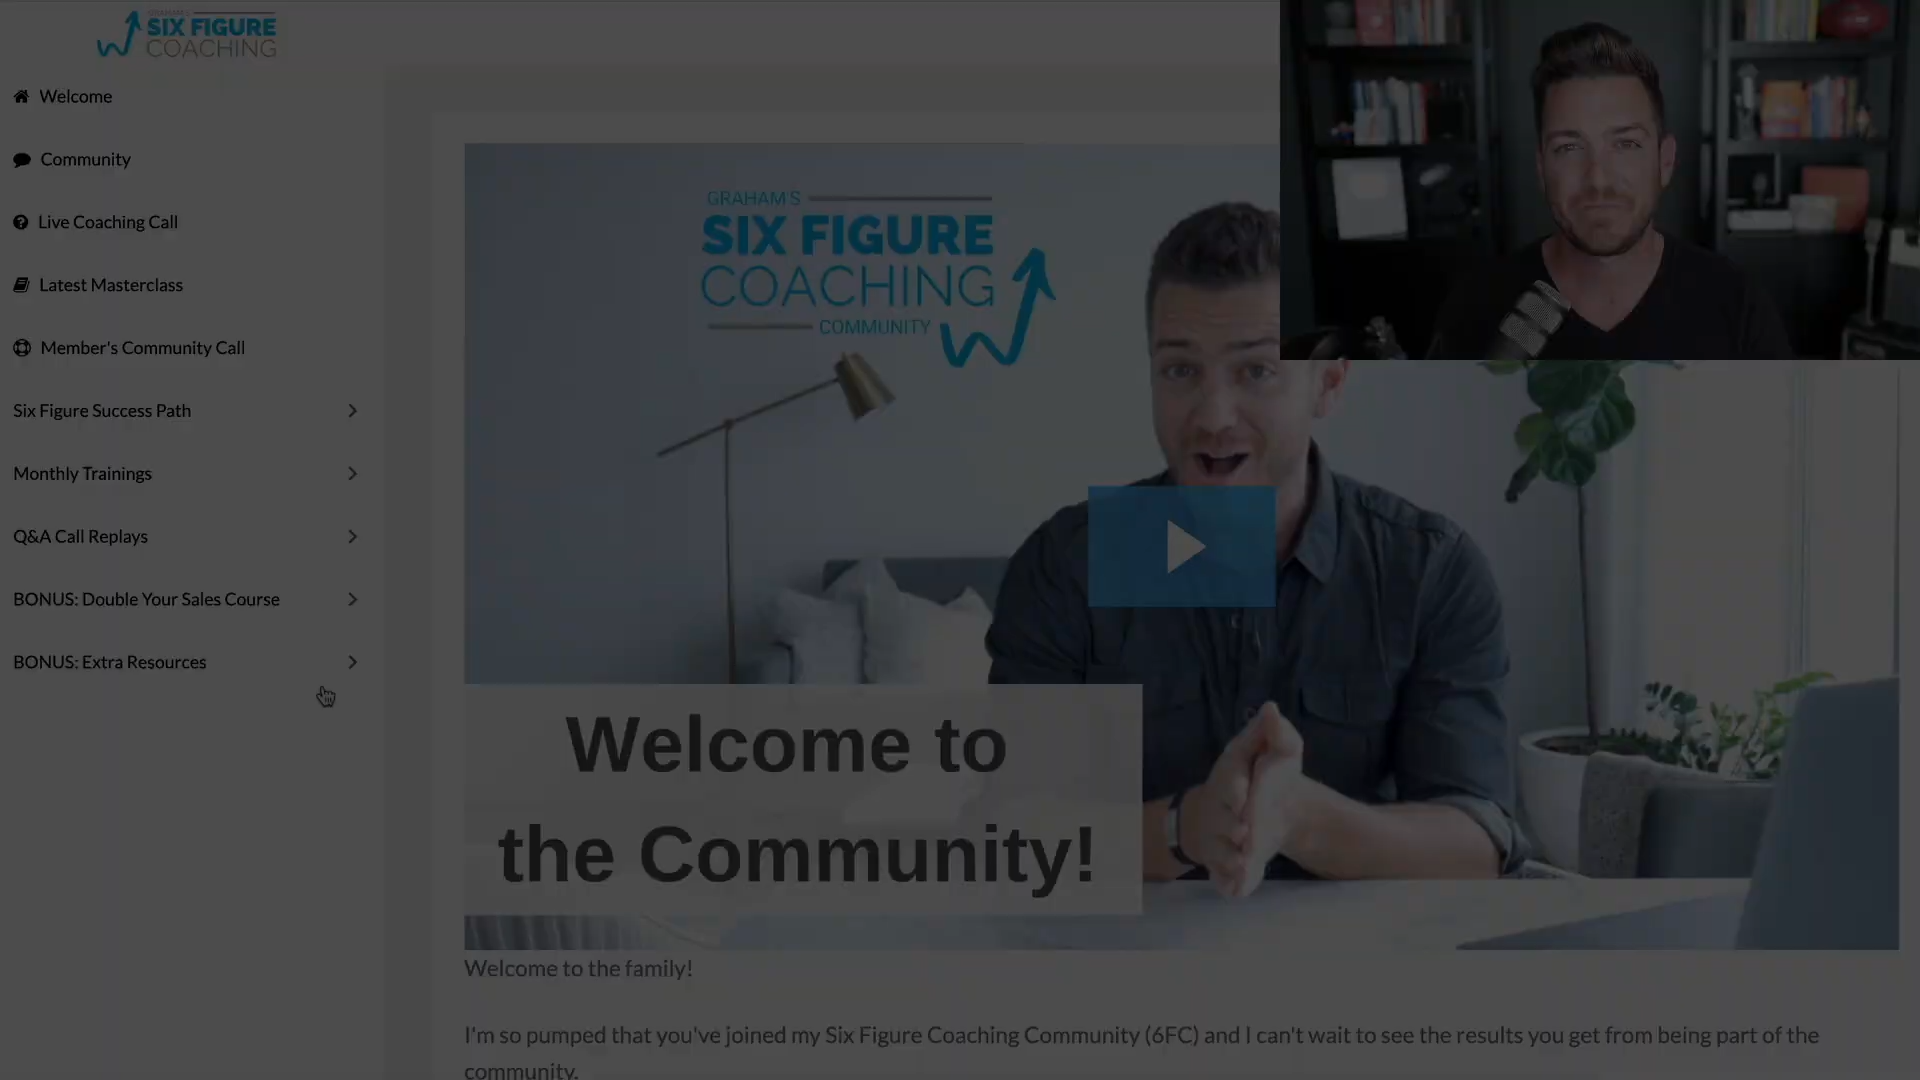 GRAHAM'S
SIX FIGURE
COACHING
Welcome
Community
Live Coaching Call
Latest Masterclass
Member's Community Call
Six Figure Success Path
Monthly Trainings
Q&A Call Replays
BONUS: Double Your Sales Course
BONUS: Extra Resources
GRAHAM'S
SIX FIGURE
COACHING
COMMUNITY
Welcome to
the Community!
Welcome to the family!
I'm so pumped that you've joined my Six Figure Coaching Community (6FC) and I can't wait to see the results you get from being part of the
community.